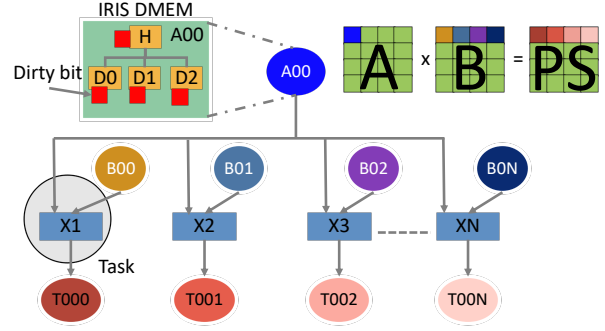 IRIS DMEM
H
A00
D0 D1 D2
Dirty bit
A00
A x B = PS
B00 B01 B02 B0N
X1 X2 X3 XN
Task
T000 T001 T002 T00N